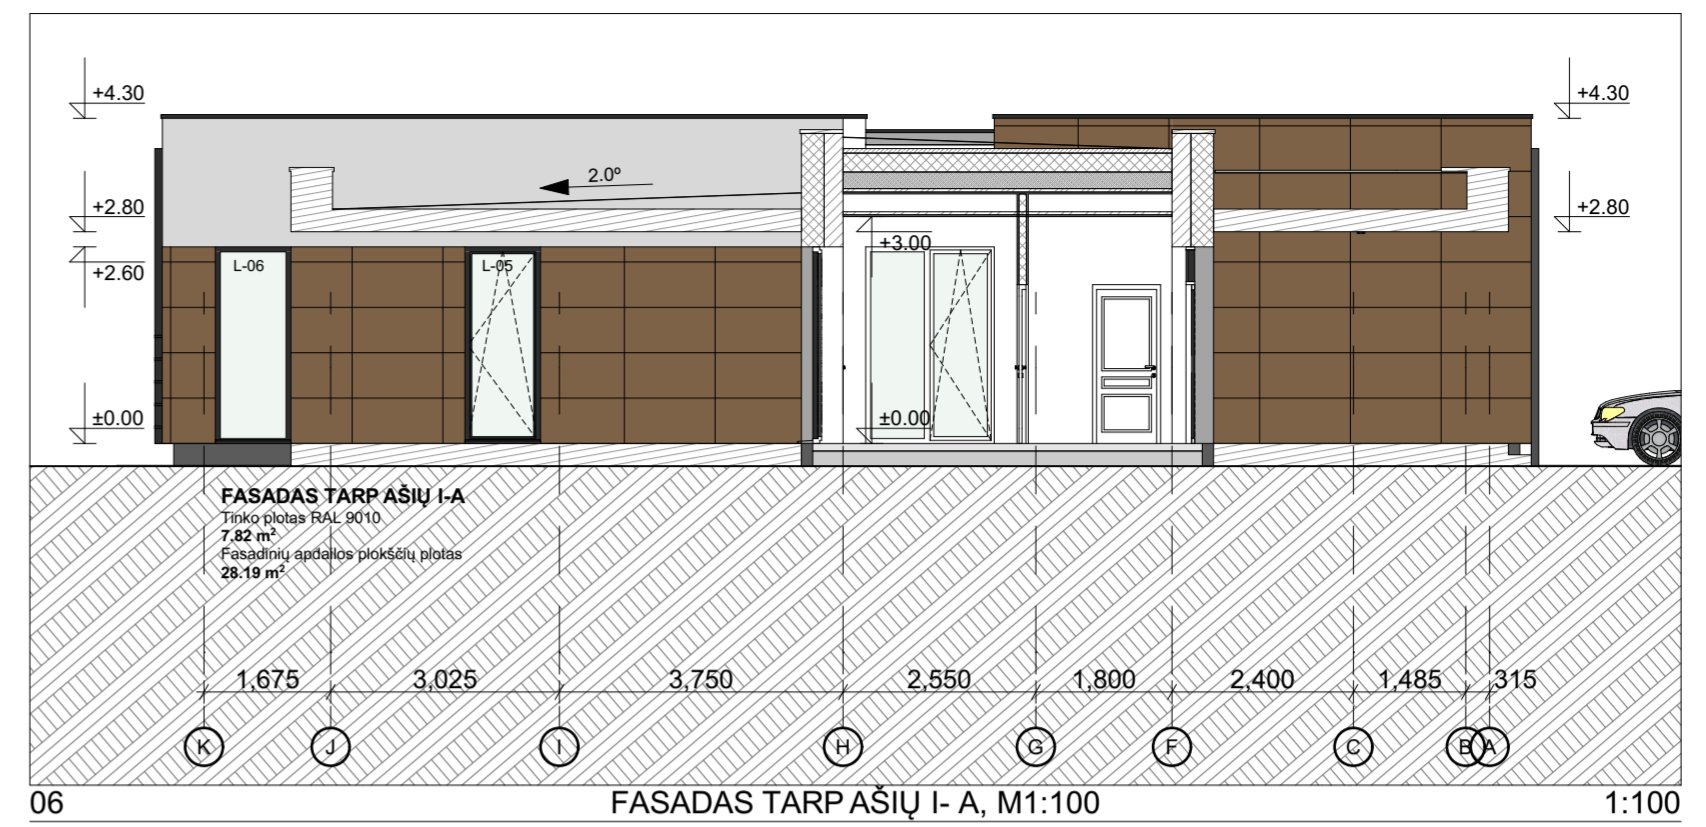 +4.30
+4.30
2.0º
+2.80
+2.80
+3.00
+2.60
L-06
L-05
±0.00
±0.00
FASADAS TARP AŠIŲ I-A
Tinko plotas RAL 9010
7.82 m²
Fasadinių apdailos plokščių plotas
28.19 m²
1,675 3,025 3,750 2,550 1,800 2,400 1,485 315
K J I H G F C B A
06 FASADAS TARP AŠIŲ I- A, M1:100 1:100